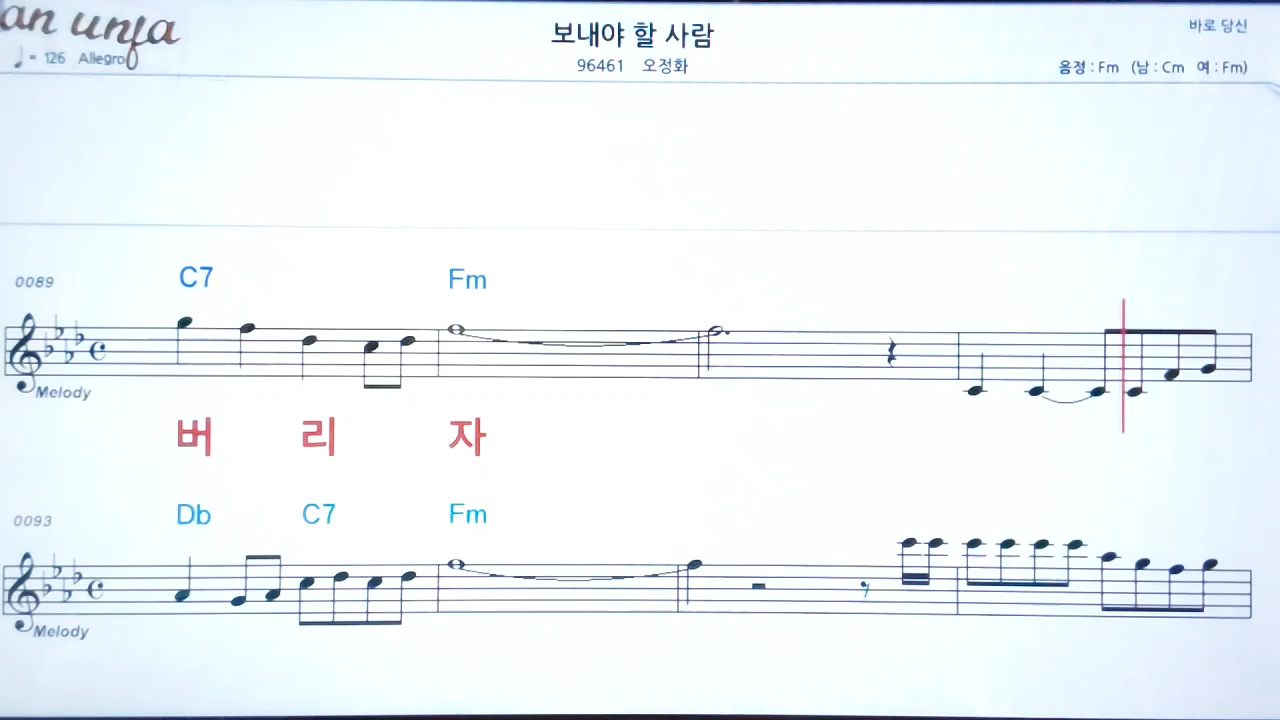 an unfa
보내야 할 사람
바로 당신
♩= 126 Allegro
96461 오정화
음정 : Fm (남 : Cm 여 : Fm)
0089
C7 Fm
Melody
버 리 자
0093
Db C7 Fm
Melody